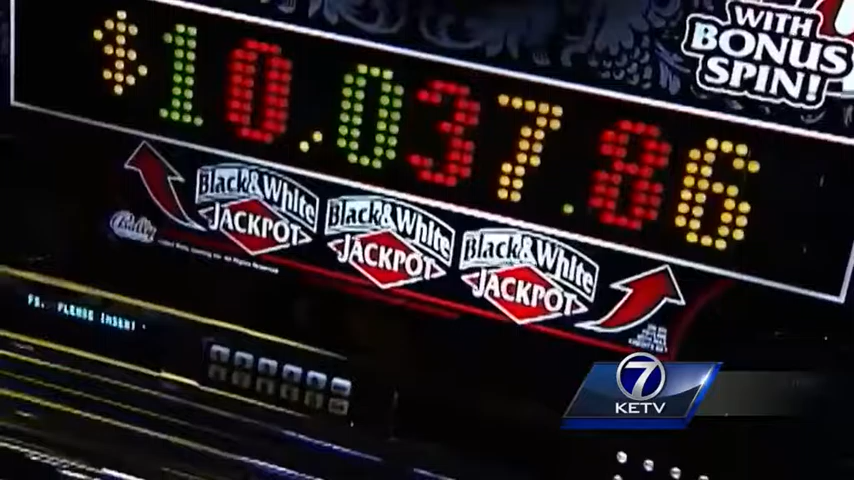 WITH
BONUS
SPIN!
$10,037.86
Black&White
JACKPOT
Black&White
JACKPOT
Black&White
JACKPOT
Bally
PLEASE INSERT
7
KETV